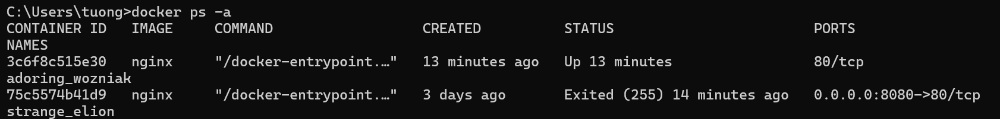 C:\Users\tuong>docker ps -a
CONTAINER ID   IMAGE     COMMAND                  CREATED          STATUS                        PORTS
NAMES
3c6f8c515e30   nginx     "/docker-entrypoint.…"   13 minutes ago   Up 13 minutes                 80/tcp
adoring_wozniak
75c5574b41d9   nginx     "/docker-entrypoint.…"   3 days ago       Exited (255) 14 minutes ago   0.0.0.0:8080->80/tcp
strange_elion